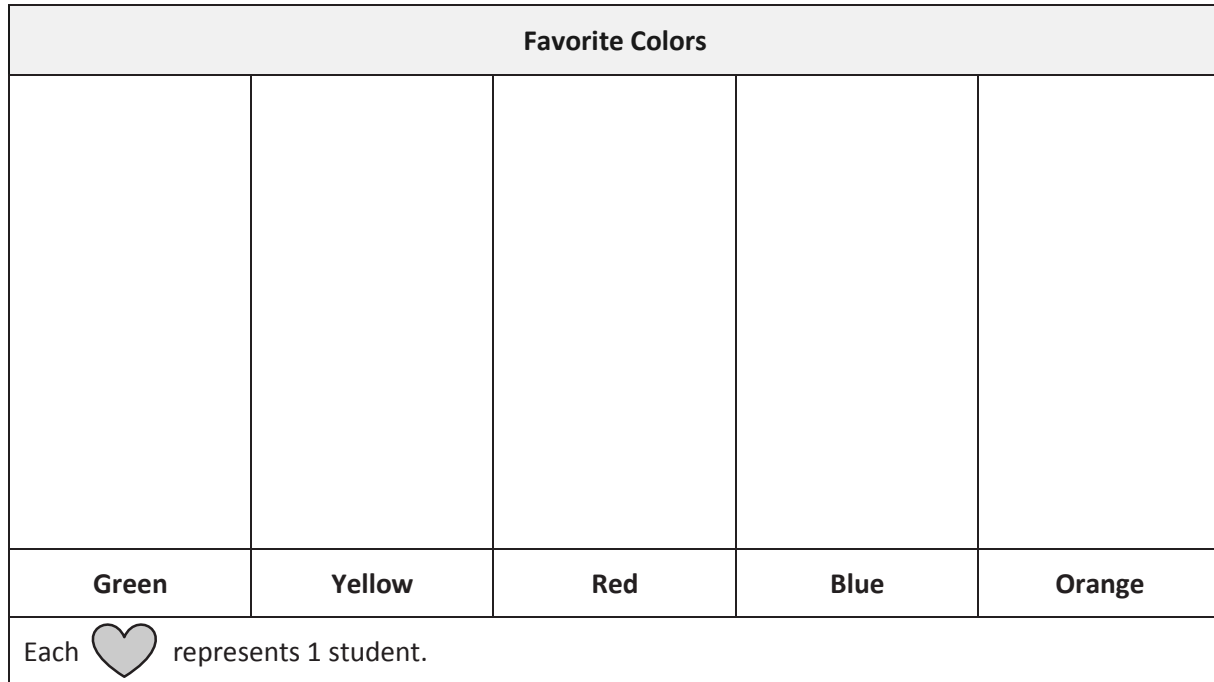 Favorite Colors
Green Yellow Red Blue Orange
Each represents 1 student.